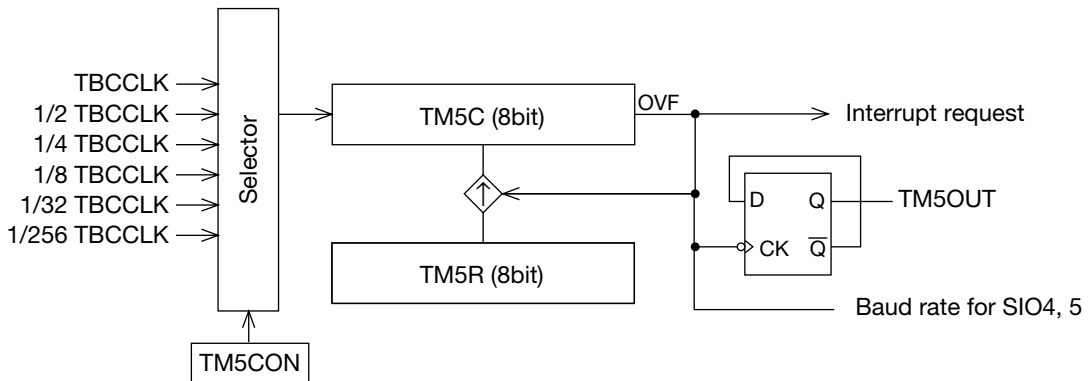 TBCCLK
1/2 TBCCLK
1/4 TBCCLK
1/8 TBCCLK
1/32 TBCCLK
1/256 TBCCLK
Selector
TM5CON
TM5C (8bit)
OVF
TM5R (8bit)
Interrupt request
D Q
CK Q̅
TM5OUT
Baud rate for SIO4, 5